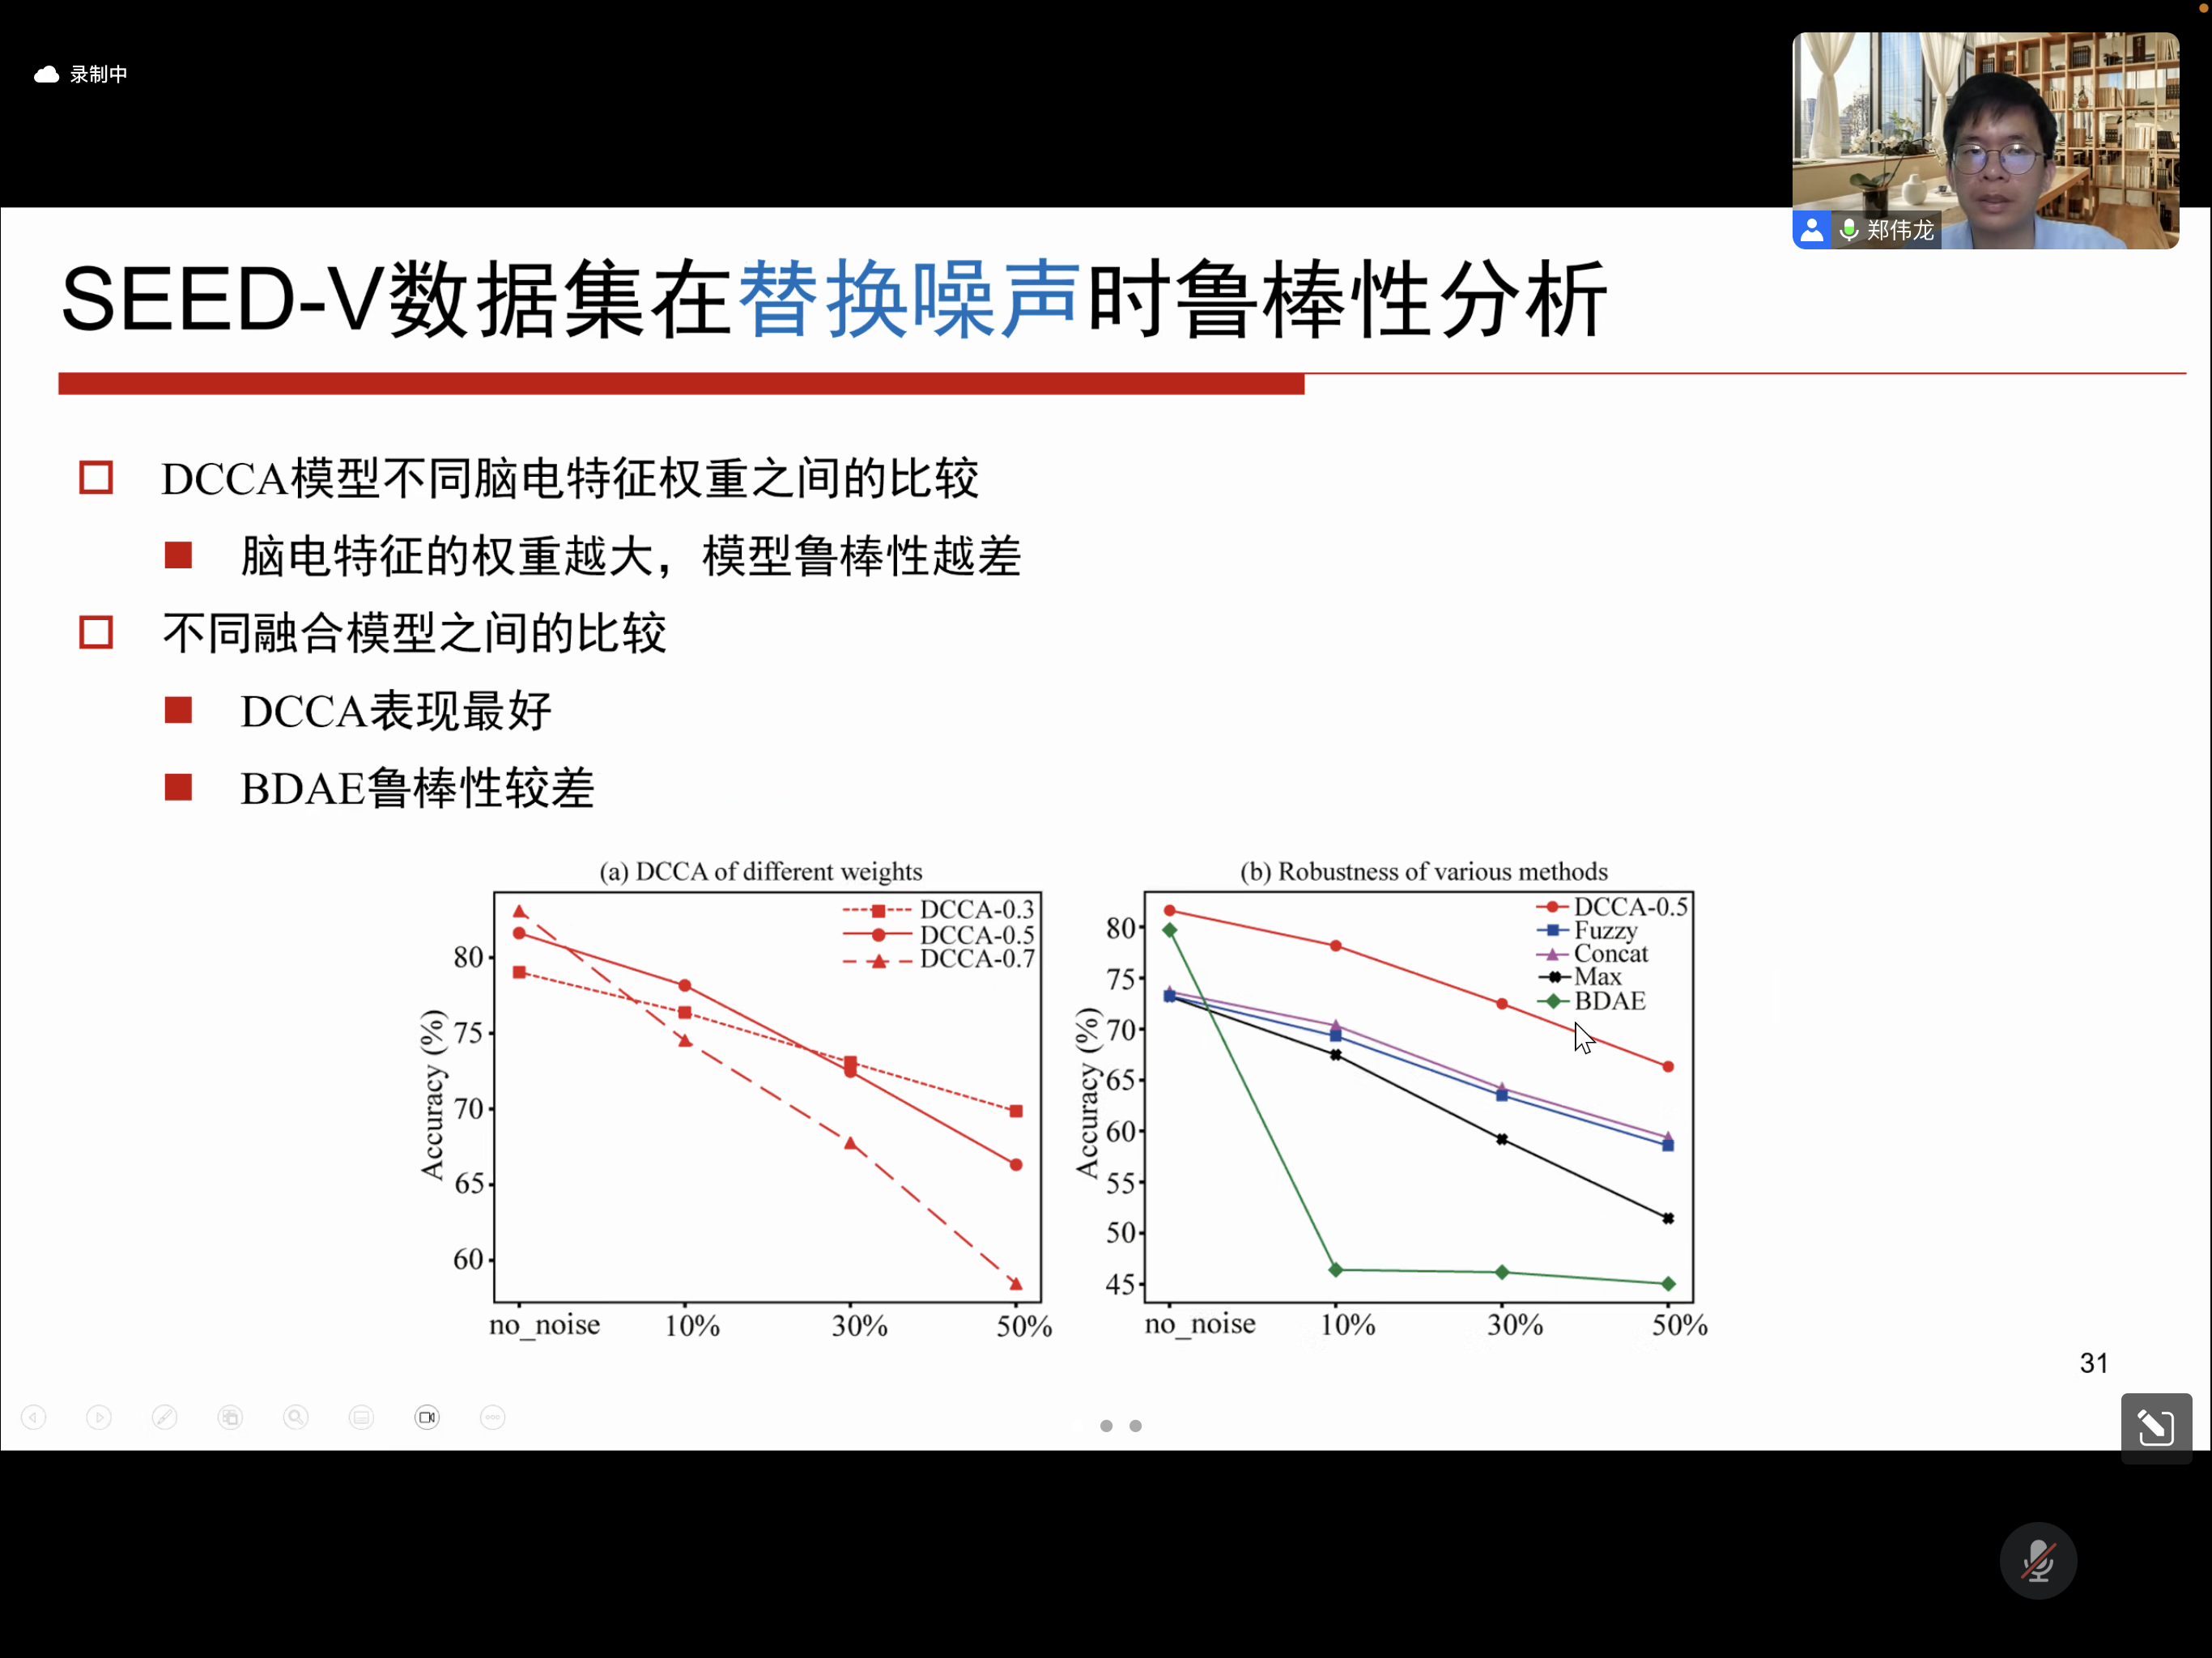 录制中
郑伟龙
SEED-V数据集在替换噪声时鲁棒性分析
DCCA模型不同脑电特征权重之间的比较
脑电特征的权重越大，模型鲁棒性越差
不同融合模型之间的比较
DCCA表现最好
BDAE鲁棒性较差
(a) DCCA of different weights
DCCA-0.3
DCCA-0.5
DCCA-0.7
Accuracy (%)
80
75
70
65
60
no_noise 10% 30% 50%
(b) Robustness of various methods
DCCA-0.5
Fuzzy
Concat
Max
BDAE
Accuracy (%)
80
75
70
65
60
55
50
45
no_noise 10% 30% 50%
31